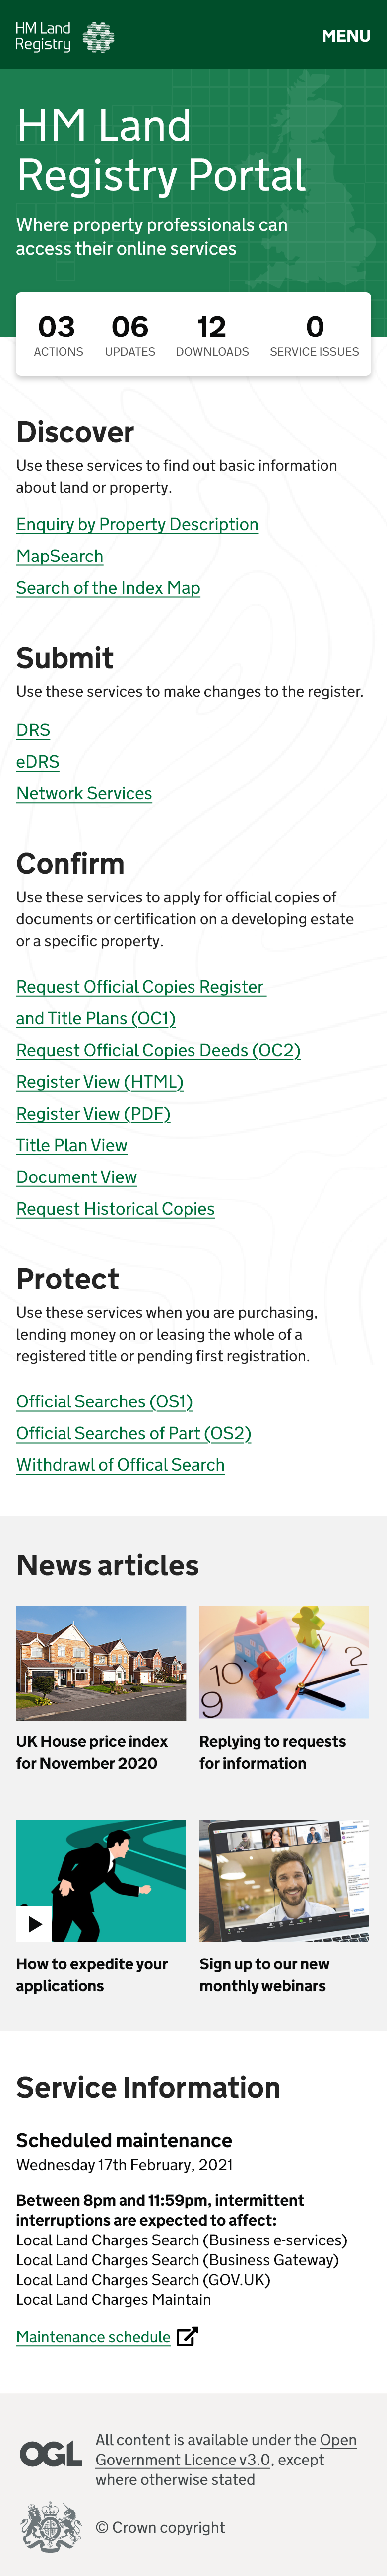 HM Land
Registry
MENU
HM Land
Registry Portal
Where property professionals can
access their online services
03 06 12 0
ACTIONS UPDATES DOWNLOADS SERVICE ISSUES
Discover
Use these services to find out basic information
about land or property.
Enquiry by Property Description
MapSearch
Search of the Index Map
Submit
Use these services to make changes to the register.
DRS
eDRS
Network Services
Confirm
Use these services to apply for official copies of
documents or certification on a developing estate
or a specific property.
Request Official Copies Register
and Title Plans (OC1)
Request Official Copies Deeds (OC2)
Register View (HTML)
Register View (PDF)
Title Plan View
Document View
Request Historical Copies
Protect
Use these services when you are purchasing,
lending money on or leasing the whole of a
registered title or pending first registration.
Official Searches (OS1)
Official Searches of Part (OS2)
Withdrawl of Offical Search
News articles
10
9
2
UK House price index
for November 2020
Replying to requests
for information
How to expedite your
applications
Sign up to our new
monthly webinars
Service Information
Scheduled maintenance
Wednesday 17th February, 2021
Between 8pm and 11:59pm, intermittent
interruptions are expected to affect:
Local Land Charges Search (Business e-services)
Local Land Charges Search (Business Gateway)
Local Land Charges Search (GOV.UK)
Local Land Charges Maintain
Maintenance schedule
OGL
All content is available under the Open
Government Licence v3.0, except
where otherwise stated
© Crown copyright